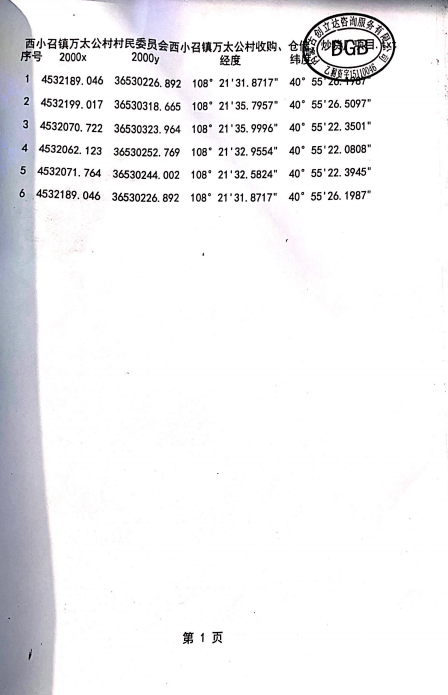 西小召镇万太公村村民委员会西小召镇万太公村收购、仓储 炒 项目
序号 2000x 2000y 经度 纬度
1 4532189.046 36530226.892 108° 21'31.8717" 40° 55'26.1987"
2 4532199.017 36530318.665 108° 21'35.7957" 40° 55'26.5097"
3 4532070.722 36530323.964 108° 21'35.9996" 40° 55'22.3501"
4 4532062.123 36530252.769 108° 21'32.9554" 40° 55'22.0808"
5 4532071.764 36530244.002 108° 21'32.5824" 40° 55'22.3945"
6 4532189.046 36530226.892 108° 21'31.8717" 40° 55'26.1987"
创立达咨询服务有限公司
DGB
乙测资字15110046
第 1 页